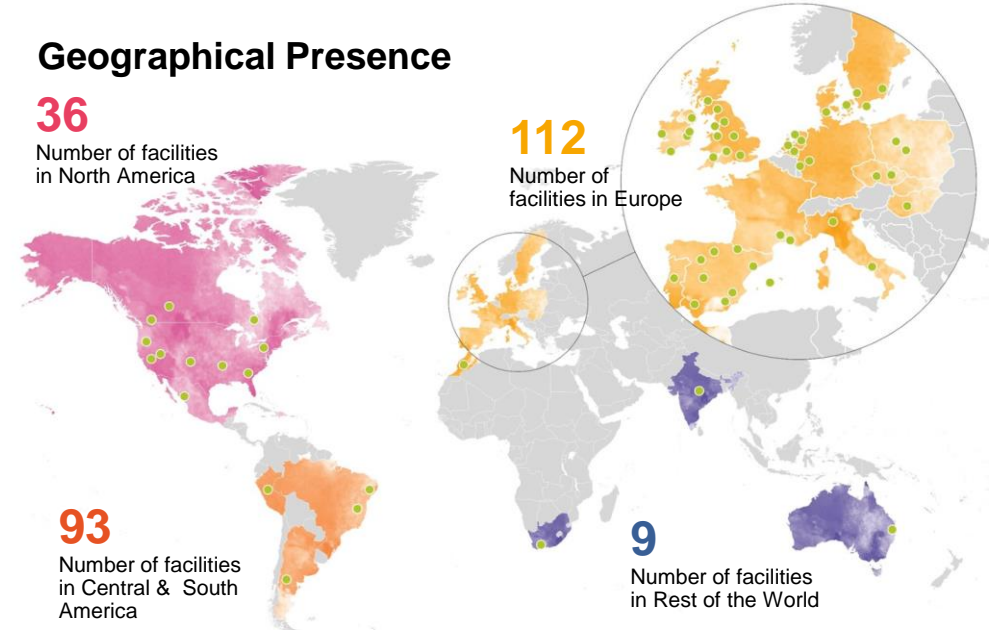 Geographical Presence
36
Number of facilities
in North America
112
Number of
facilities in Europe
93
Number of facilities
in Central & South
America
9
Number of facilities
in Rest of the World